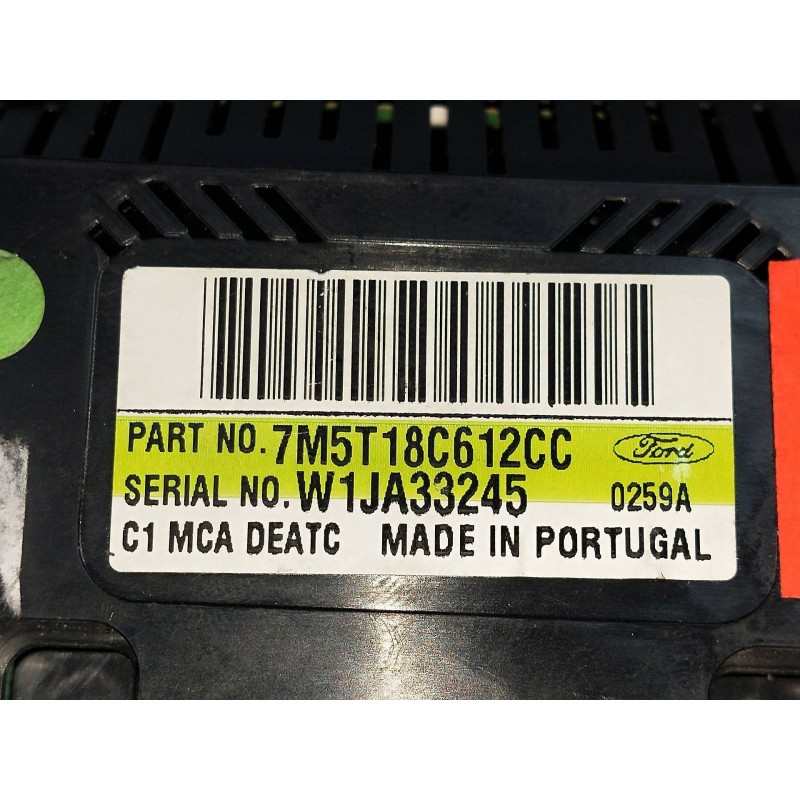 PART NO. 7M5T18C612CC Ford
SERIAL NO. W1JA33245 0259A
C1 MCA DEATC MADE IN PORTUGAL